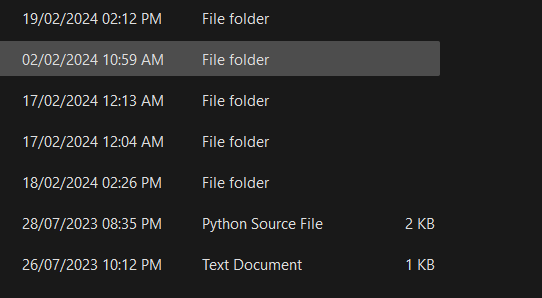 19/02/2024 02:12 PM File folder
02/02/2024 10:59 AM File folder
17/02/2024 12:13 AM File folder
17/02/2024 12:04 AM File folder
18/02/2024 02:26 PM File folder
28/07/2023 08:35 PM Python Source File 2 KB
26/07/2023 10:12 PM Text Document 1 KB